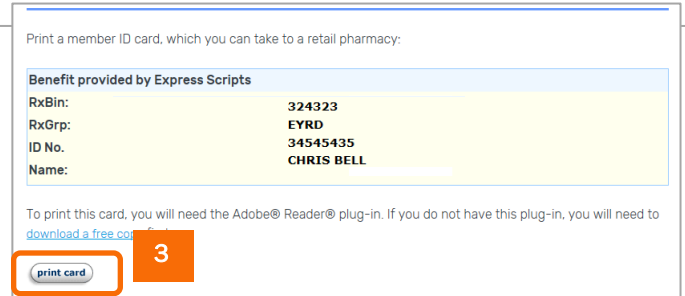 Print a member ID card, which you can take to a retail pharmacy:
Benefit provided by Express Scripts
RxBin: 324323
RxGrp: EYRD
ID No. 34545435
Name: CHRIS BELL
To print this card, you will need the Adobe® Reader® plug-in. If you do not have this plug-in, you will need to
download a free
3
print card